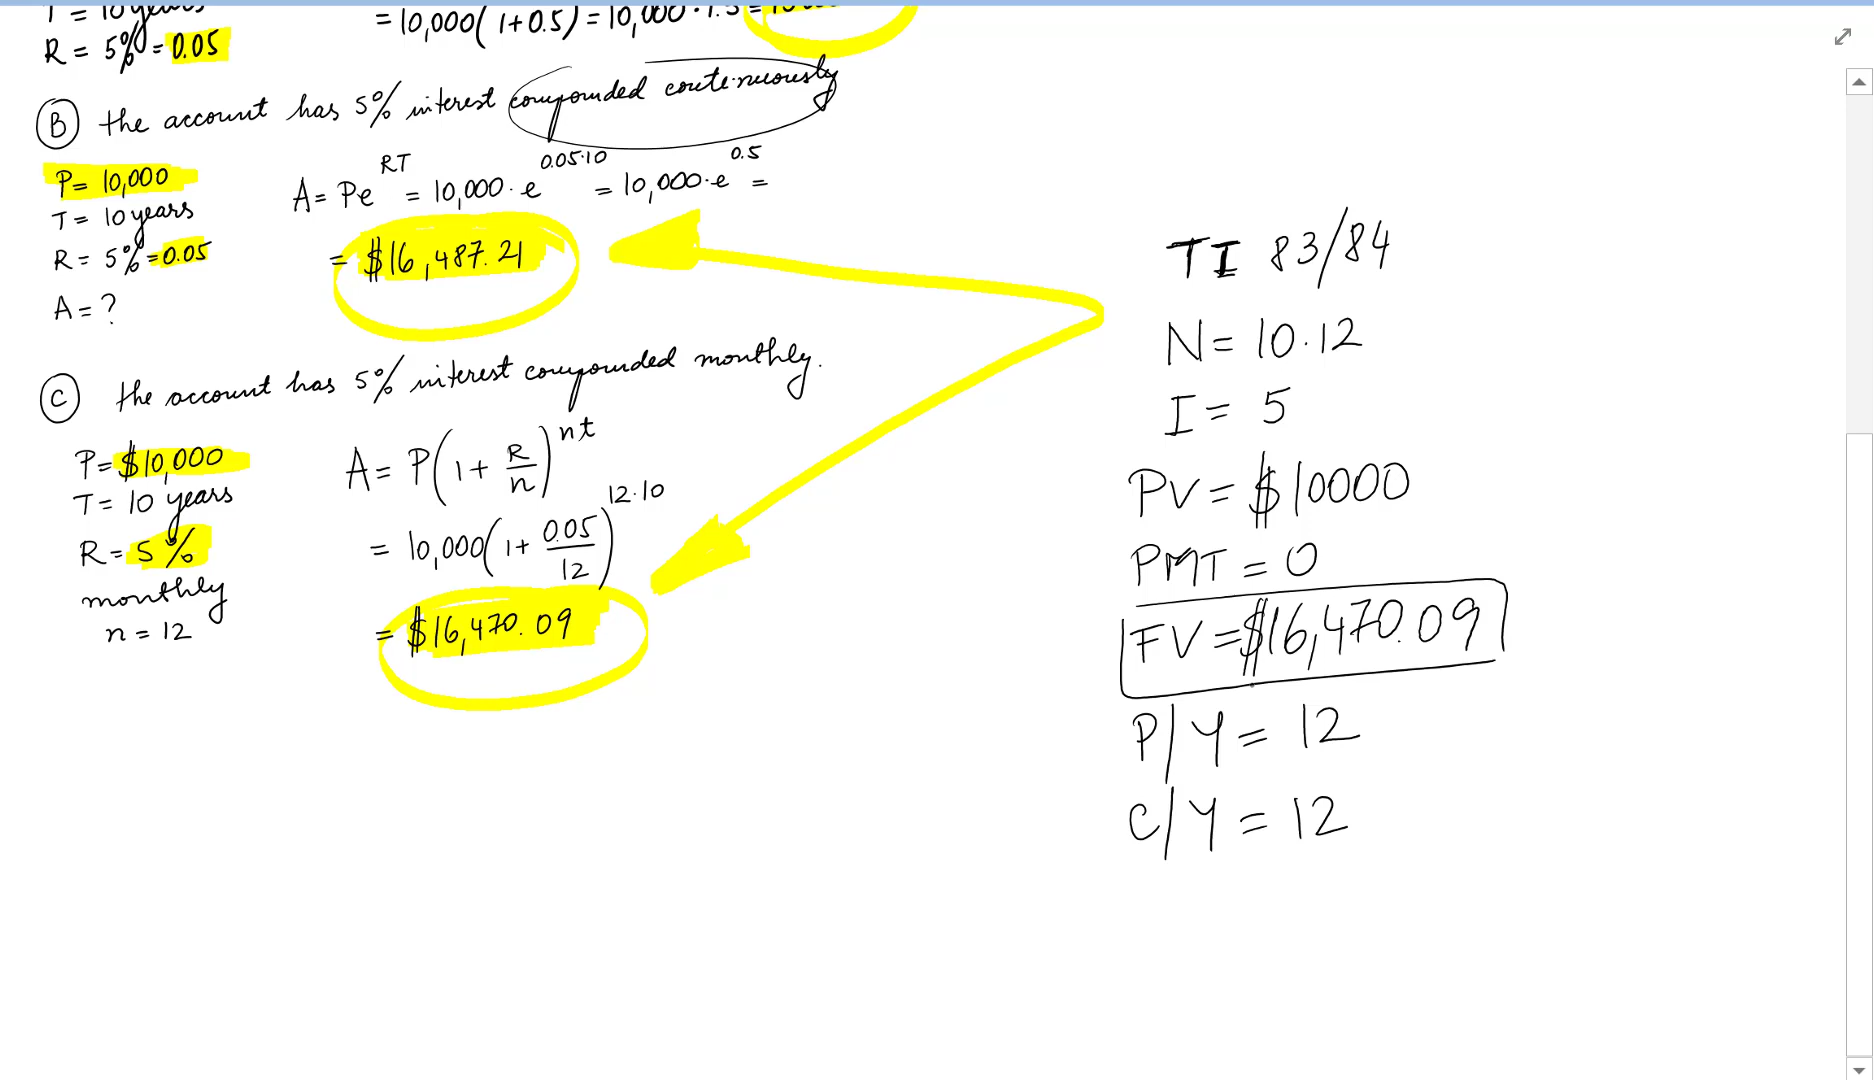 T = 10 years
= 10,000(1+0.5) = 10,000·1.5 =
R = 5% = 0.05
B the account has 5% interest compounded continuously
P= 10,000
T= 10 years
R= 5% = 0.05
A = ?
A= Pe^RT = 10,000·e^0.05·10 = 10,000·e^0.5 =
= $16,487.21
C the account has 5% interest compounded monthly.
P= $10,000
T= 10 years
R= 5%
monthly
n = 12
A= P(1+ R/n)^nt
= 10,000(1+ 0.05/12)^12·10
= $16,470.09
TI 83/84
N= 10·12
I= 5
PV = $10000
PMT = 0
FV = $16,470.09
P/Y = 12
C/Y = 12